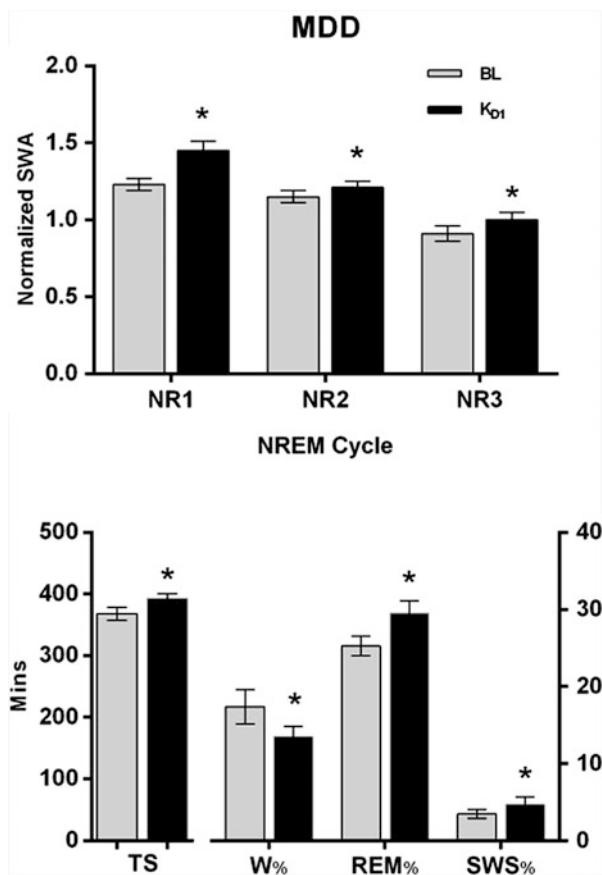 MDD
2.0
BL
K_D1
*
1.5
*
*
1.0
Normalized SWA
0.5
0.0
NR1 NR2 NR3
NREM Cycle
500 40
*
*
400
30
300
*
20
Mins
200
*
10
100
0 0
TS W% REM% SWS%